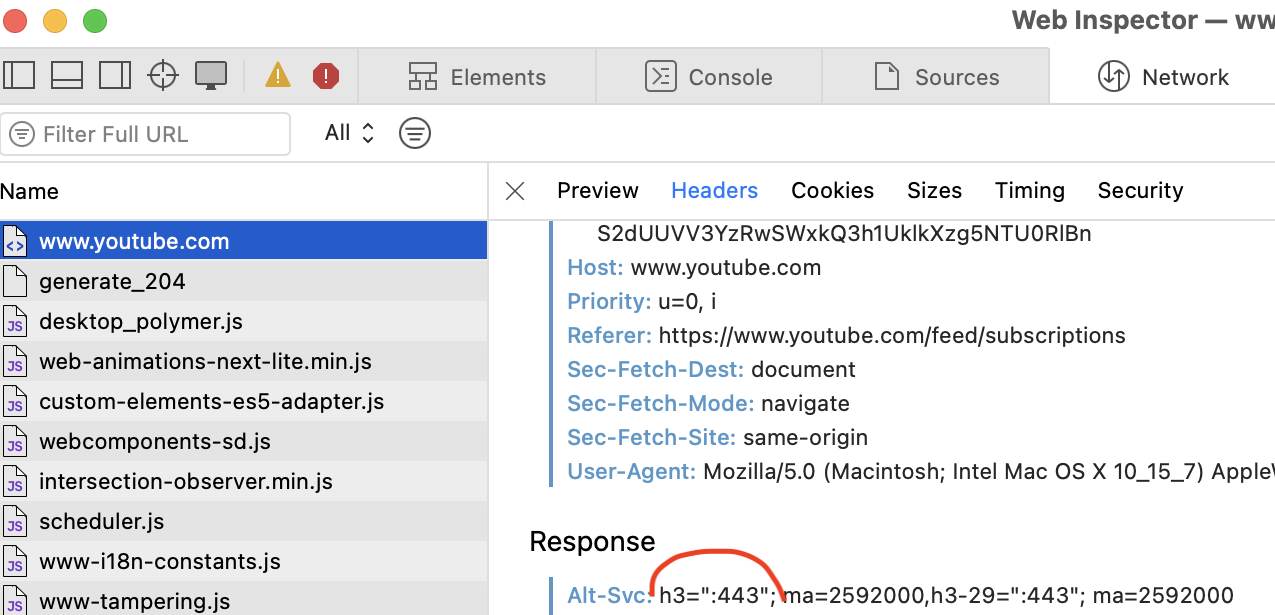 Web Inspector — ww
Elements
Console
Sources
Network
Filter Full URL
All
Name
Preview
Headers
Cookies
Sizes
Timing
Security
www.youtube.com
generate_204
desktop_polymer.js
web-animations-next-lite.min.js
custom-elements-es5-adapter.js
webcomponents-sd.js
intersection-observer.min.js
scheduler.js
www-i18n-constants.js
www-tampering.js
S2dUUVV3YzRwSWxkQ3h1UklkXzg5NTU0RlBn
Host: www.youtube.com
Priority: u=0, i
Referer: https://www.youtube.com/feed/subscriptions
Sec-Fetch-Dest: document
Sec-Fetch-Mode: navigate
Sec-Fetch-Site: same-origin
User-Agent: Mozilla/5.0 (Macintosh; Intel Mac OS X 10_15_7) AppleW
Response
Alt-Svc: h3=":443"; ma=2592000,h3-29=":443"; ma=2592000